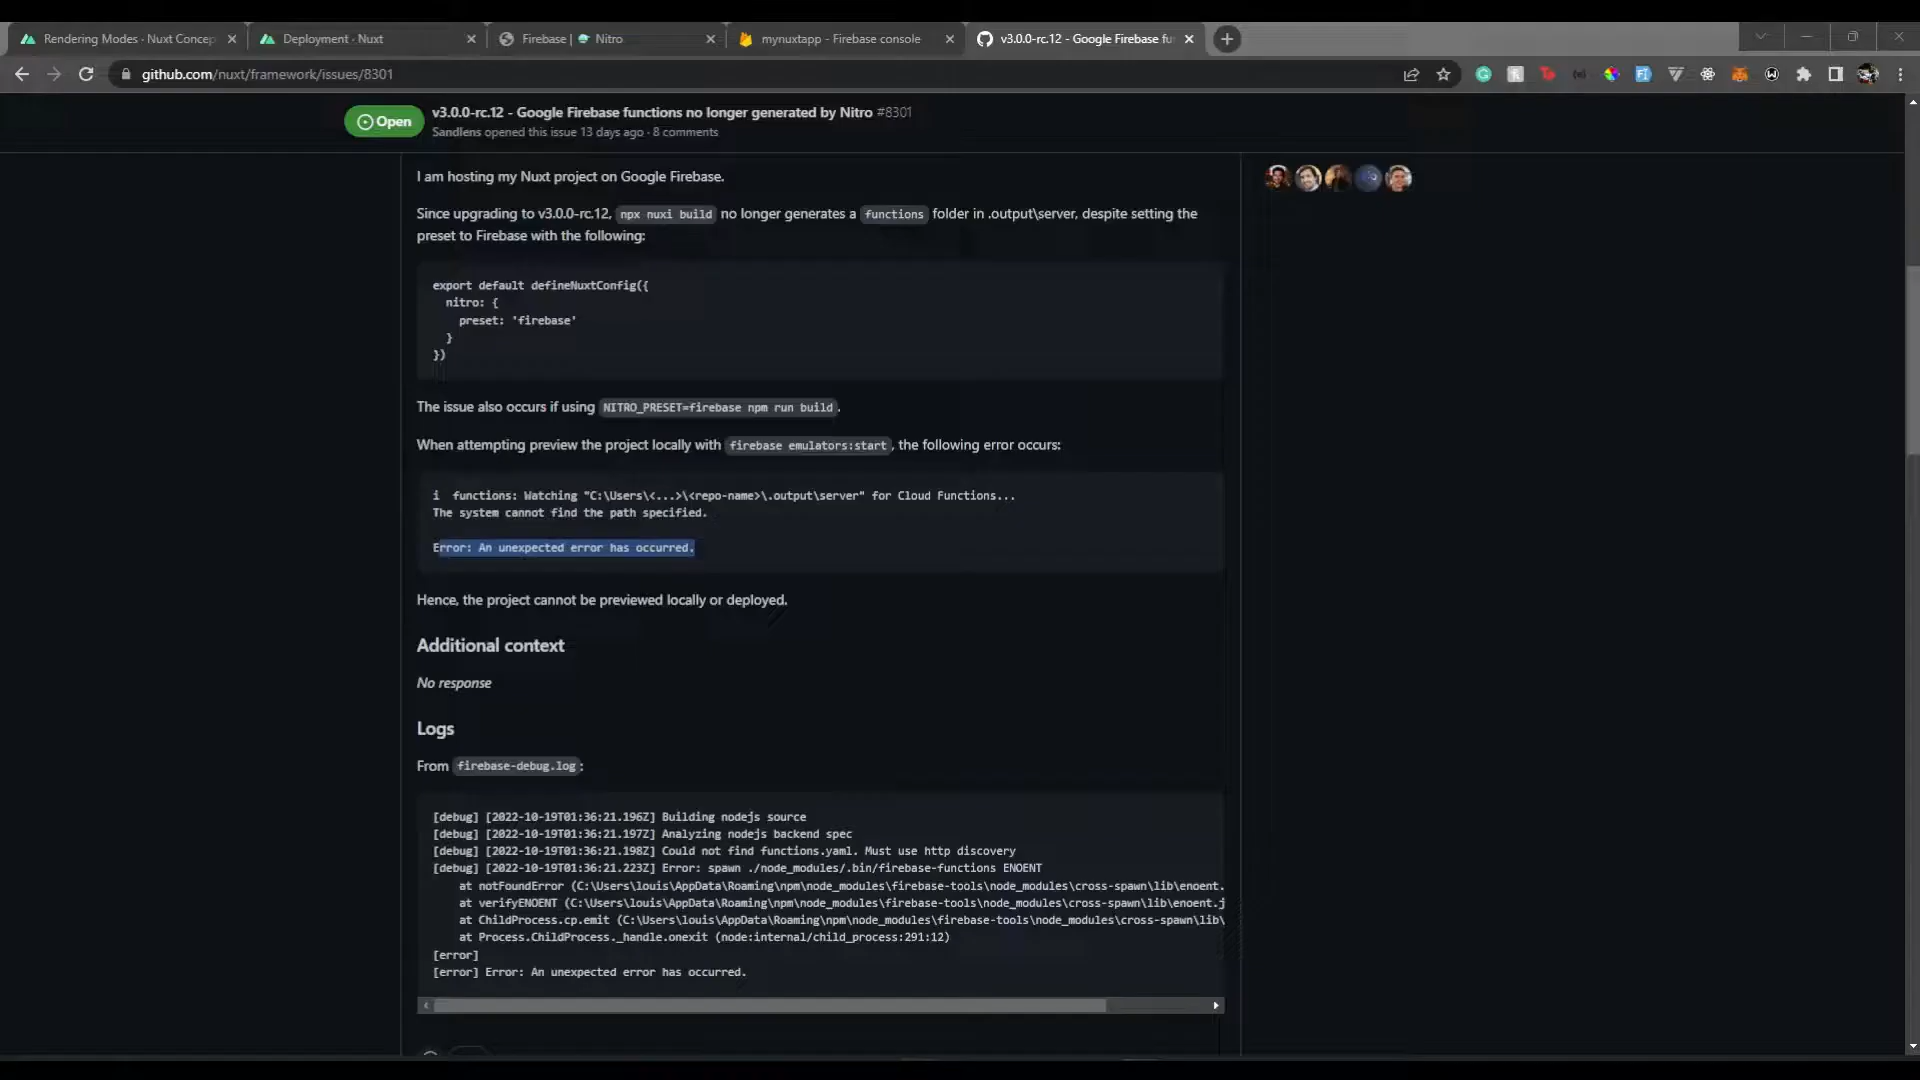 Rendering Modes · Nuxt Concep
Deployment · Nuxt
Firebase | Nitro
mynuxtapp - Firebase console
v3.0.0-rc.12 - Google Firebase fu
github.com/nuxt/framework/issues/8301
Open
v3.0.0-rc.12 - Google Firebase functions no longer generated by Nitro #8301
Sandlens opened this issue 13 days ago · 8 comments
I am hosting my Nuxt project on Google Firebase.
Since upgrading to v3.0.0-rc.12, npx nuxi build no longer generates a functions folder in .output\server, despite setting the
preset to Firebase with the following:
export default defineNuxtConfig({
nitro: {
preset: 'firebase'
}
})
The issue also occurs if using NITRO_PRESET=firebase npm run build.
When attempting preview the project locally with firebase emulators:start, the following error occurs:
i  functions: Watching "C:\Users\<...>\<repo-name>\.output\server" for Cloud Functions...
The system cannot find the path specified.
Error: An unexpected error has occurred.
Hence, the project cannot be previewed locally or deployed.
Additional context
No response
Logs
From firebase-debug.log:
[debug] [2022-10-19T01:36:21.196Z] Building nodejs source
[debug] [2022-10-19T01:36:21.197Z] Analyzing nodejs backend spec
[debug] [2022-10-19T01:36:21.198Z] Could not find functions.yaml. Must use http discovery
[debug] [2022-10-19T01:36:21.223Z] Error: spawn ./node_modules/.bin/firebase-functions ENOENT
at notFoundError (C:\Users\louis\AppData\Roaming\npm\node_modules\firebase-tools\node_modules\cross-spawn\lib\enoent.
at verifyENOENT (C:\Users\louis\AppData\Roaming\npm\node_modules\firebase-tools\node_modules\cross-spawn\lib\enoent.j
at ChildProcess.cp.emit (C:\Users\louis\AppData\Roaming\npm\node_modules\firebase-tools\node_modules\cross-spawn\lib\
at Process.ChildProcess._handle.onexit (node:internal/child_process:291:12)
[error]
[error] Error: An unexpected error has occurred.